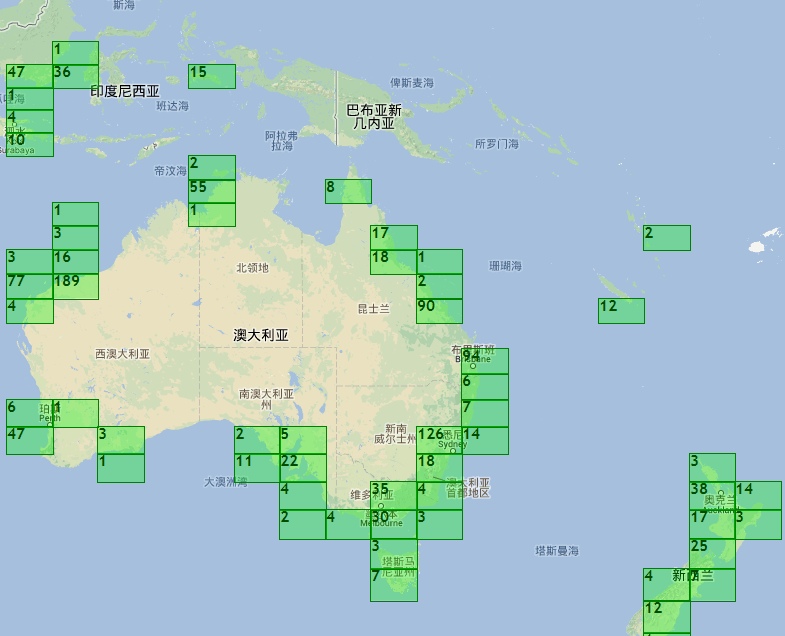 斯海
1
47
36
15
印度尼西亚
俾斯麦海
1
班达海
巴布亚新
几内亚
4
10
Surabaya
阿拉弗
拉海
所罗门海
2
帝汶海
55
8
1
1
3
17
2
3
16
18
1
珊瑚海
北领地
77
189
2
4
90
12
昆士兰
澳大利亚
西澳大利亚
94
布里斯班
Brisbane
6
南澳大利亚
州
6
1
Perth
7
47
3
2
5
新南
威尔士州
126
悉尼
Sydney
14
1
11
22
18
3
大澳洲湾
4
维多利亚
35
4
澳大利亚
首都地区
38
14
奥克兰
Auckland
2
4
30
Melbourne
3
17
3
3
塔斯曼海
25
塔斯马
尼亚州
7
4
新西兰
12